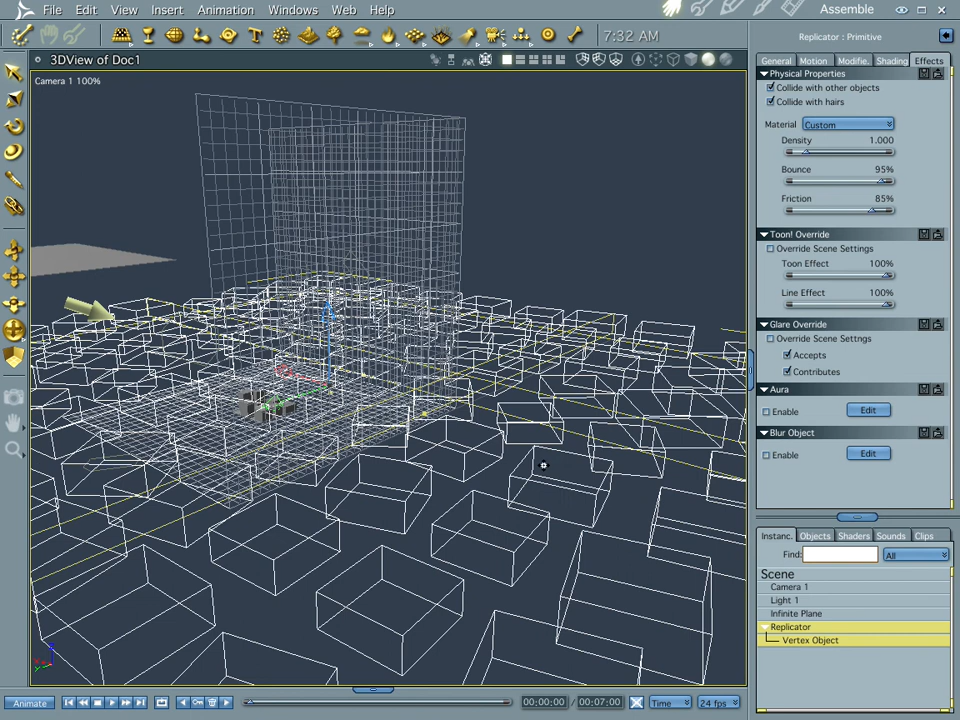 File Edit View Insert Animation Windows Web Help Assemble
7:32 AM
3DView of Doc1
Camera 1 100%
Replicator : Primitive
General Motion Modifie. Shading Effects
Physical Properties
Collide with other objects
Collide with hairs
Material Custom
Density 1.000
Bounce 95%
Friction 85%
Toon! Override
Override Scene Settings
Toon Effect 100%
Line Effect 100%
Glare Override
Override Scene Settngs
Accepts
Contributes
Aura
Enable Edit
Blur Object
Enable Edit
Instanc. Objects Shaders Sounds Clips
Find: All
Scene
Camera 1
Light 1
Infinite Plane
Replicator
Vertex Object
Animate 00:00:00 / 00:07:00 Time 24 fps